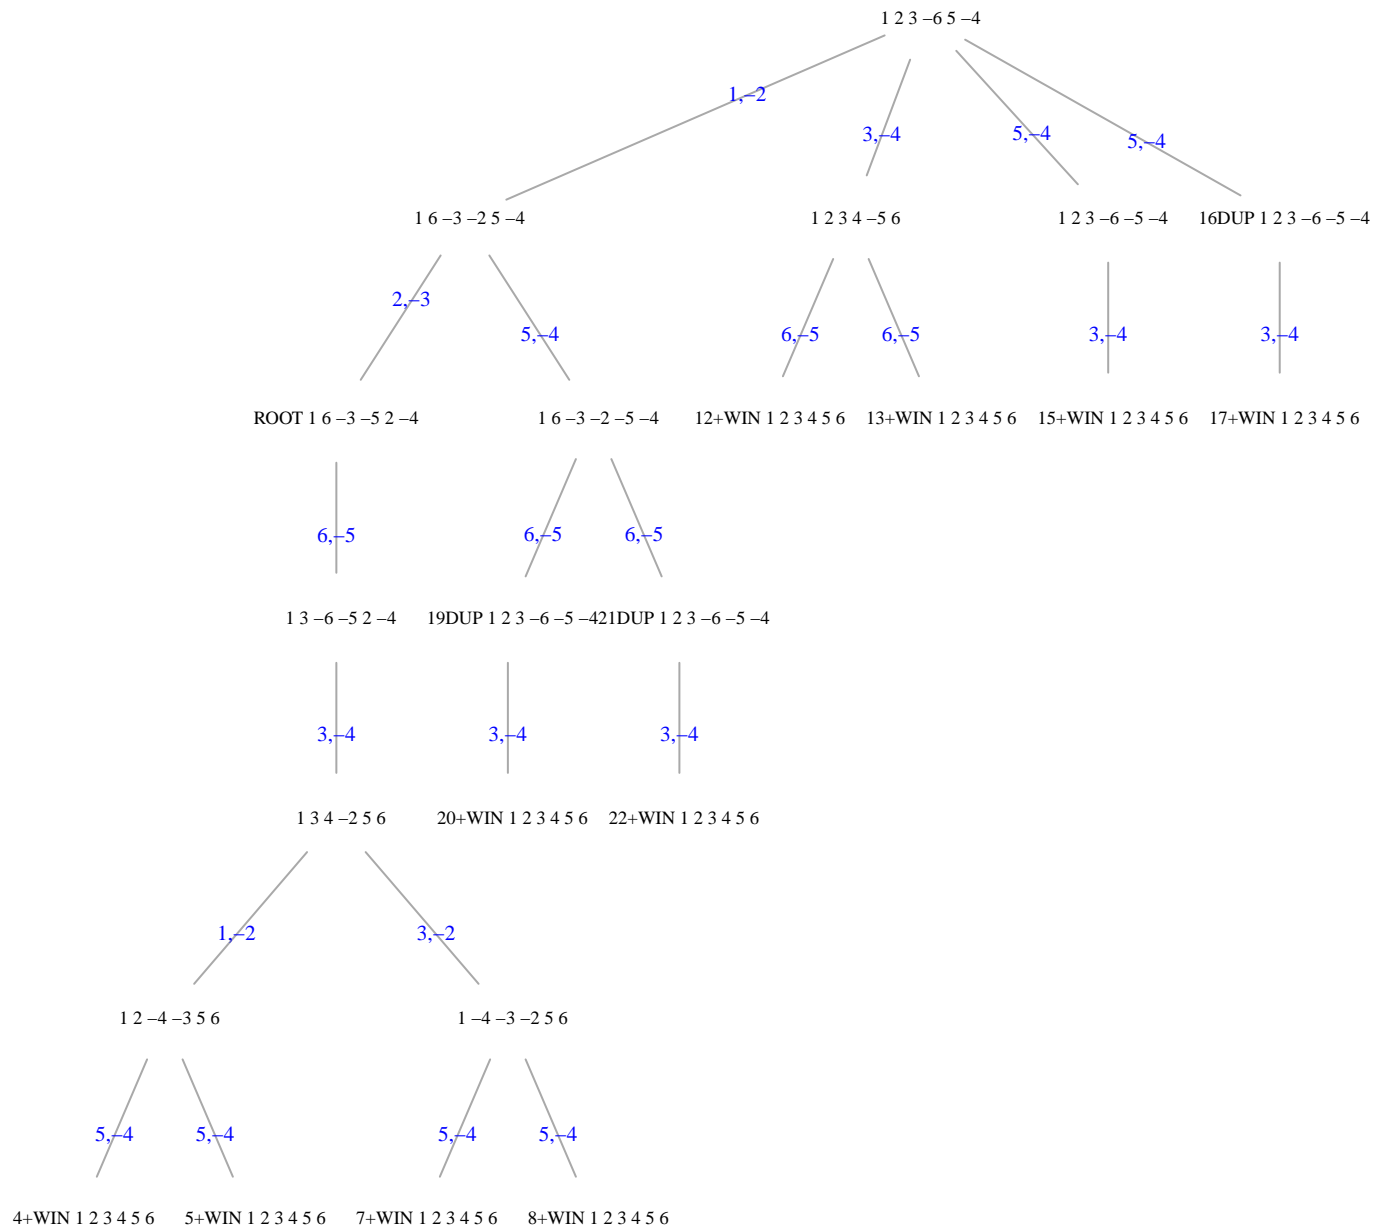 1 2 3 –6 5 –4
1,–2
3,–4
5,–4
5,–4
1 6 –3 –2 5 –4
1 2 3 4 –5 6
1 2 3 –6 –5 –4
16DUP 1 2 3 –6 –5 –4
2,–3
5,–4
6,–5
6,–5
3,–4
3,–4
ROOT 1 6 –3 –5 2 –4
1 6 –3 –2 –5 –4
12+WIN 1 2 3 4 5 6
13+WIN 1 2 3 4 5 6
15+WIN 1 2 3 4 5 6
17+WIN 1 2 3 4 5 6
6,–5
6,–5
6,–5
1 3 –6 –5 2 –4
19DUP 1 2 3 –6 –5 –4
21DUP 1 2 3 –6 –5 –4
3,–4
3,–4
3,–4
1 3 4 –2 5 6
20+WIN 1 2 3 4 5 6
22+WIN 1 2 3 4 5 6
1,–2
3,–2
1 2 –4 –3 5 6
1 –4 –3 –2 5 6
5,–4
5,–4
5,–4
5,–4
4+WIN 1 2 3 4 5 6
5+WIN 1 2 3 4 5 6
7+WIN 1 2 3 4 5 6
8+WIN 1 2 3 4 5 6